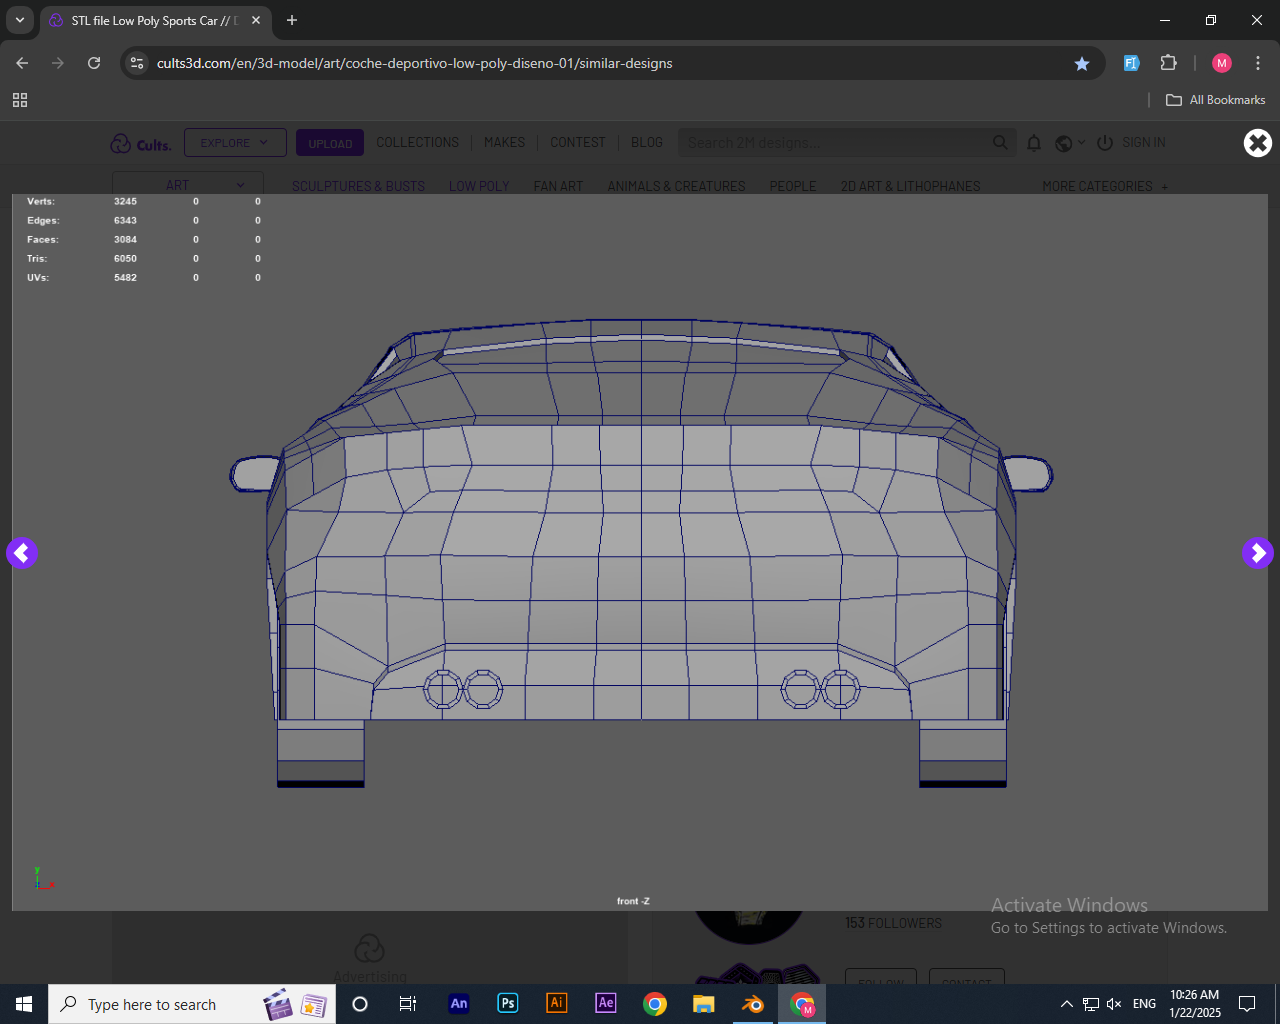 STL file Low Poly Sports Car // D
cults3d.com/en/3d-model/art/coche-deportivo-low-poly-diseno-01/similar-designs
M
All Bookmarks
Cults.
EXPLORE
UPLOAD
COLLECTIONS
MAKES
CONTEST
BLOG
Search 2M designs...
SIGN IN
ART
SCULPTURES & BUSTS
LOW POLY
FAN ART
ANIMALS & CREATURES
PEOPLE
2D ART & LITHOPHANES
MORE CATEGORIES +
Verts: 3245 0 0
Edges: 6343 0 0
Faces: 3084 0 0
Tris: 6050 0 0
UVs: 5482 0 0
y
x
front -Z
Activate Windows
Go to Settings to activate Windows.
153 FOLLOWERS
Advertising
FOLLOW
CONTACT
Type here to search
An
Ps
Ai
Ae
M
ENG
10:26 AM
1/22/2025